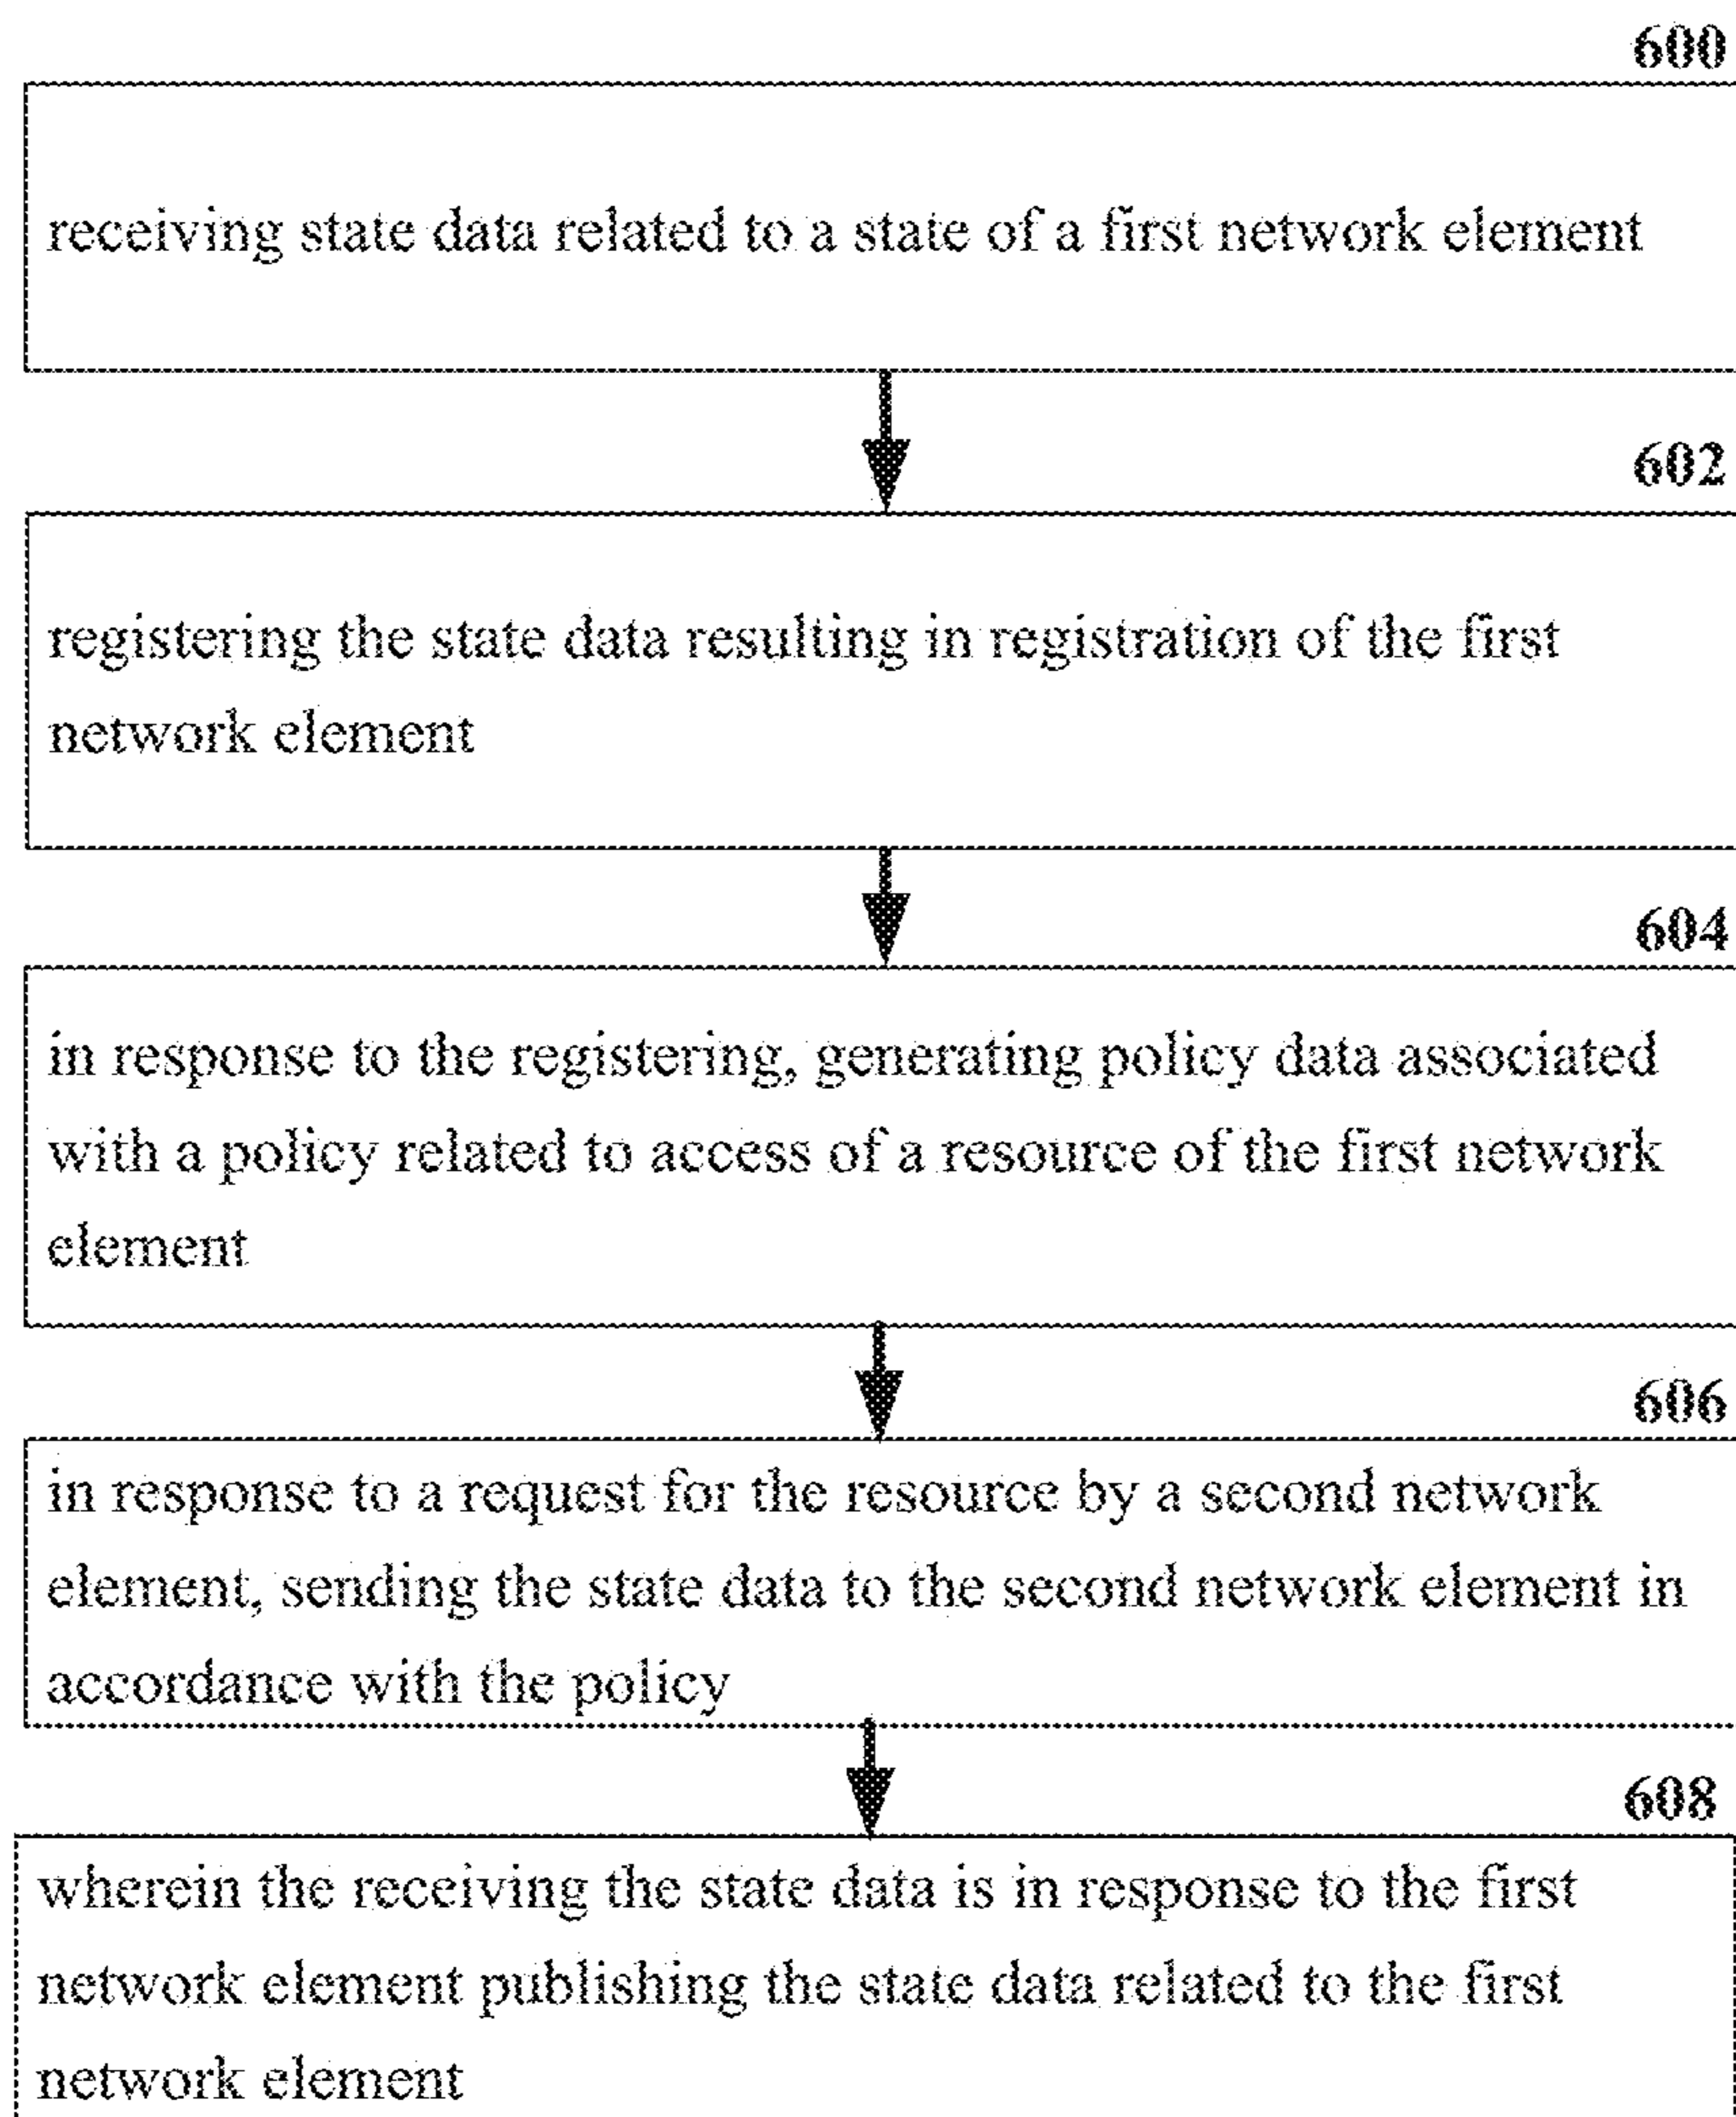 600
receiving state data related to a state of a first network element
602
registering the state data resulting in registration of the first
network element
604
in response to the registering, generating policy data associated
with a policy related to access of a resource of the first network
element
606
in response to a request for the resource by a second network
element, sending the state data to the second network element in
accordance with the policy
608
wherein the receiving the state data is in response to the first
network element publishing the state data related to the first
network element